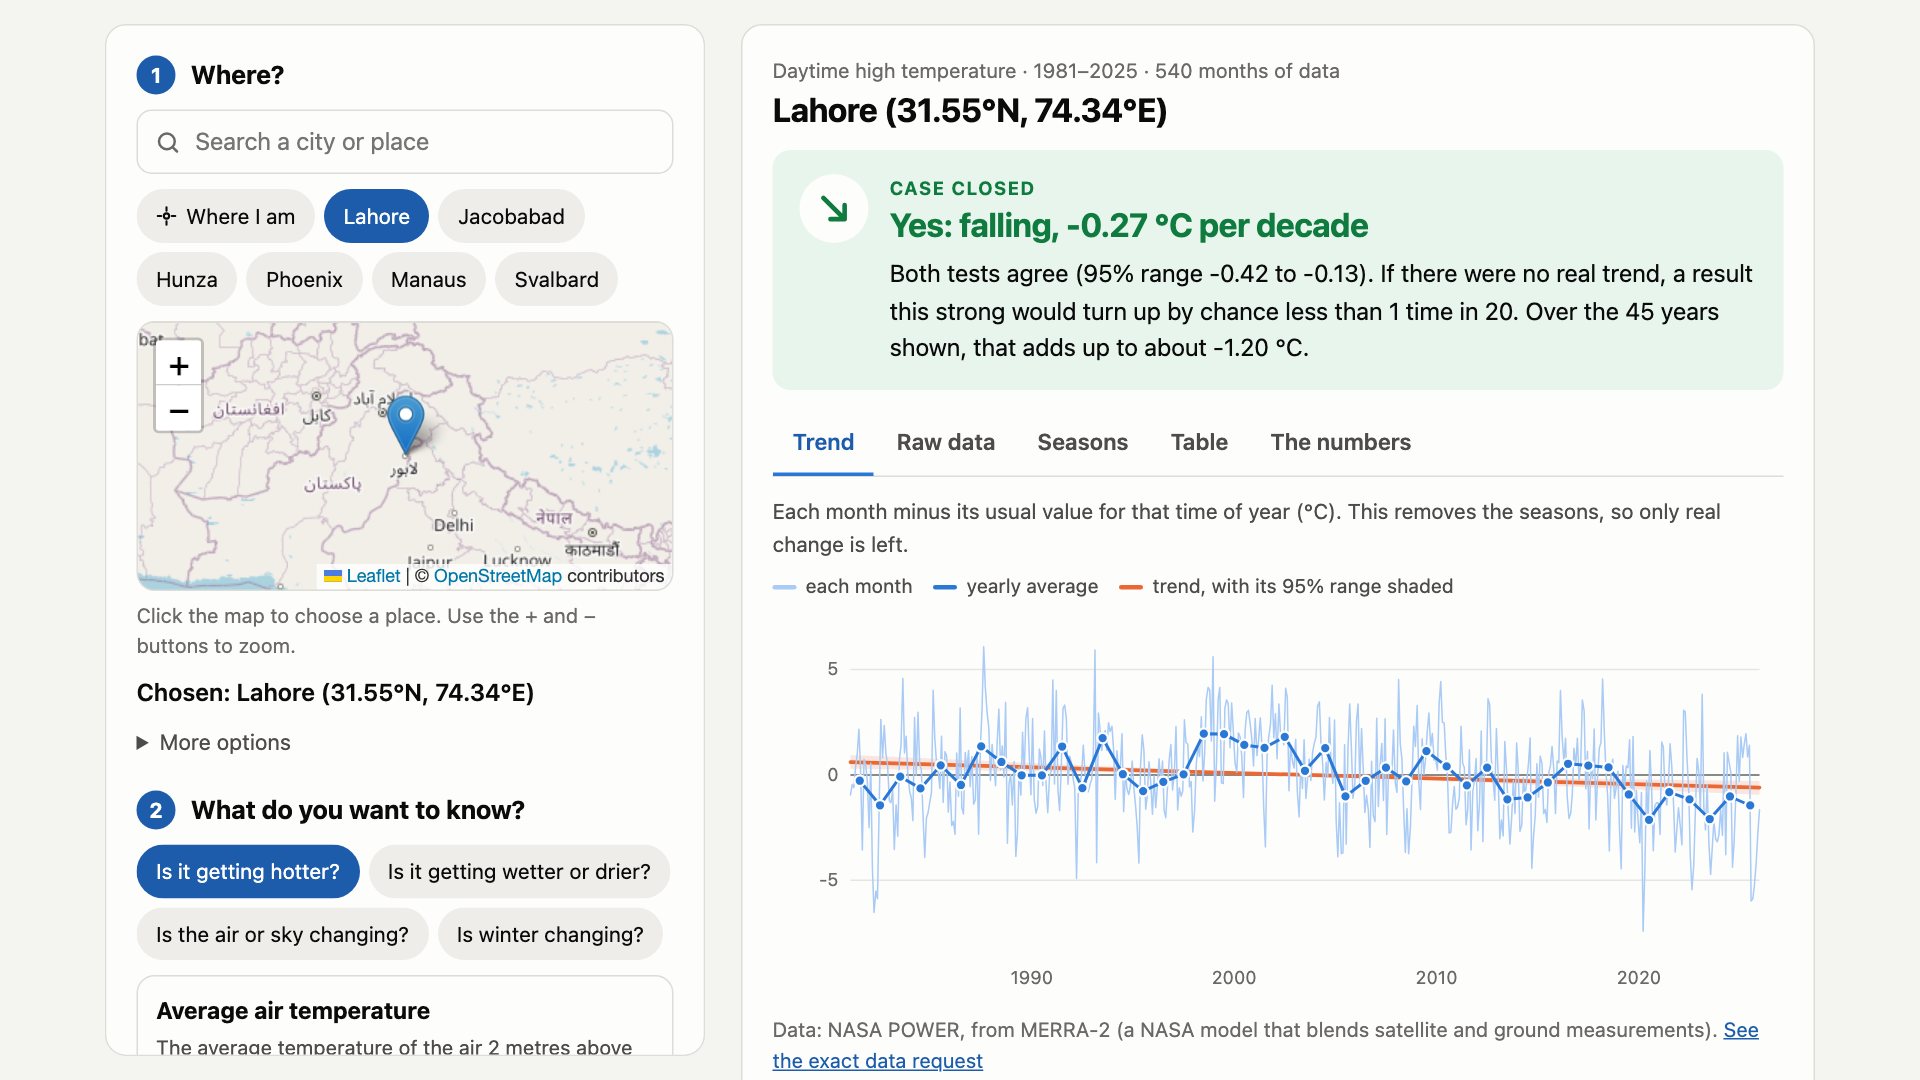 1 Where?
Search a city or place
Where I am
Lahore
Jacobabad
Hunza
Phoenix
Manaus
Svalbard
+
−
افغانستان
کابل
لاہور
پاکستان
Delhi
नेपाल
काठमाडौं
Jaipur
Lucknow
Leaflet | © OpenStreetMap contributors
Click the map to choose a place. Use the + and –
buttons to zoom.
Chosen: Lahore (31.55°N, 74.34°E)
More options
2 What do you want to know?
Is it getting hotter?
Is it getting wetter or drier?
Is the air or sky changing?
Is winter changing?
Average air temperature
The average temperature of the air 2 metres above
Daytime high temperature · 1981–2025 · 540 months of data
Lahore (31.55°N, 74.34°E)
CASE CLOSED
Yes: falling, -0.27 °C per decade
Both tests agree (95% range -0.42 to -0.13). If there were no real trend, a result
this strong would turn up by chance less than 1 time in 20. Over the 45 years
shown, that adds up to about -1.20 °C.
Trend
Raw data
Seasons
Table
The numbers
Each month minus its usual value for that time of year (°C). This removes the seasons, so only real
change is left.
each month
yearly average
trend, with its 95% range shaded
5
0
-5
1990
2000
2010
2020
Data: NASA POWER, from MERRA-2 (a NASA model that blends satellite and ground measurements). See
the exact data request